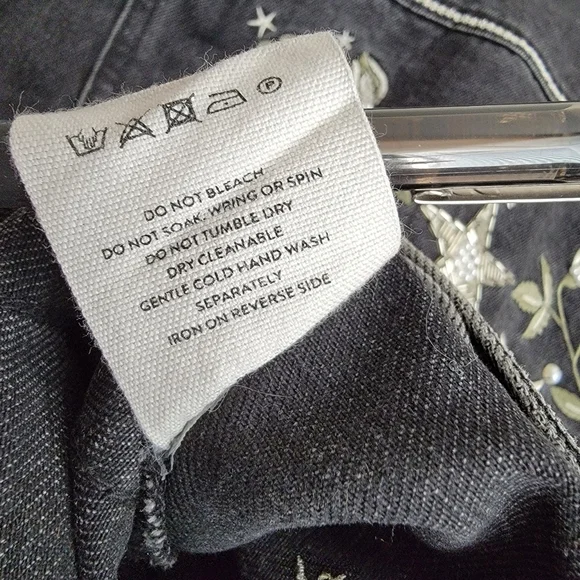 P
DO NOT BLEACH
DO NOT SOAK, WRING OR SPIN
DO NOT TUMBLE DRY
DRY CLEANABLE
GENTLE COLD HAND WASH
SEPARATELY
IRON ON REVERSE SIDE